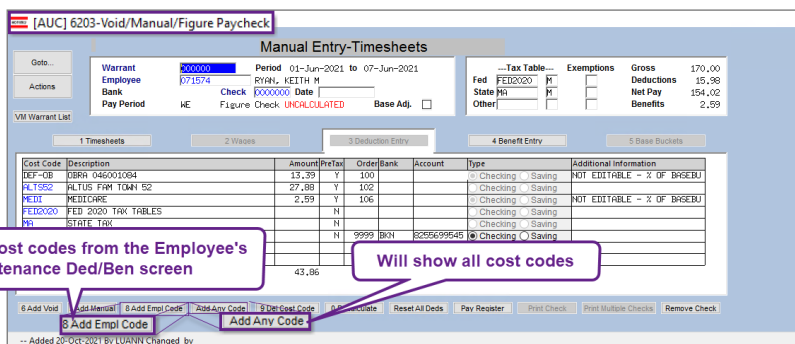 [AUC] 6203-Void/Manual/Figure Paycheck
Manual Entry-Timesheets
Goto...
Actions
VM Warrant List
Warrant 000000 Period 01-Jun-2021 to 07-Jun-2021
Employee 071574 RYAN, KEITH M
Bank Check 0000000 Date
Pay Period WE Figure Check UNCALCULATED Base Adj.
---Tax Table--- Exemptions
Fed FED2020 M
State MA M
Other
Gross 170.00
Deductions 15.98
Net Pay 154.02
Benefits 2.59
1 Timesheets 2 Wages 3 Deduction Entry 4 Benefit Entry 5 Base Buckets
Cost Code Description Amount PreTax Order Bank Account Type Additional Information
DEF-OB OBRA 046001084 13.39 Y 100 Checking Saving NOT EDITABLE - % OF BASEBU
ALTS52 ALTUS FAM TOWN 52 27.88 Y 102 Checking Saving
MEDI MEDICARE 2.59 Y 106 Checking Saving NOT EDITABLE - % OF BASEBU
FED2020 FED 2020 TAX TABLES N Checking Saving
MA STATE TAX N Checking Saving
N 9999 BKN 8255699545 Checking Saving
ost codes from the Employee's
tenance Ded/Ben screen
Will show all cost codes
43.86
6 Add Void Add Manual 8 Add Empl Code Add Any Code 9 Del Cost Code Reset All Deds Pay Register Print Check Print Multiple Checks Remove Check
8 Add Empl Code
Add Any Code
-- Added 20-Oct-2021 By LUANN Changed by